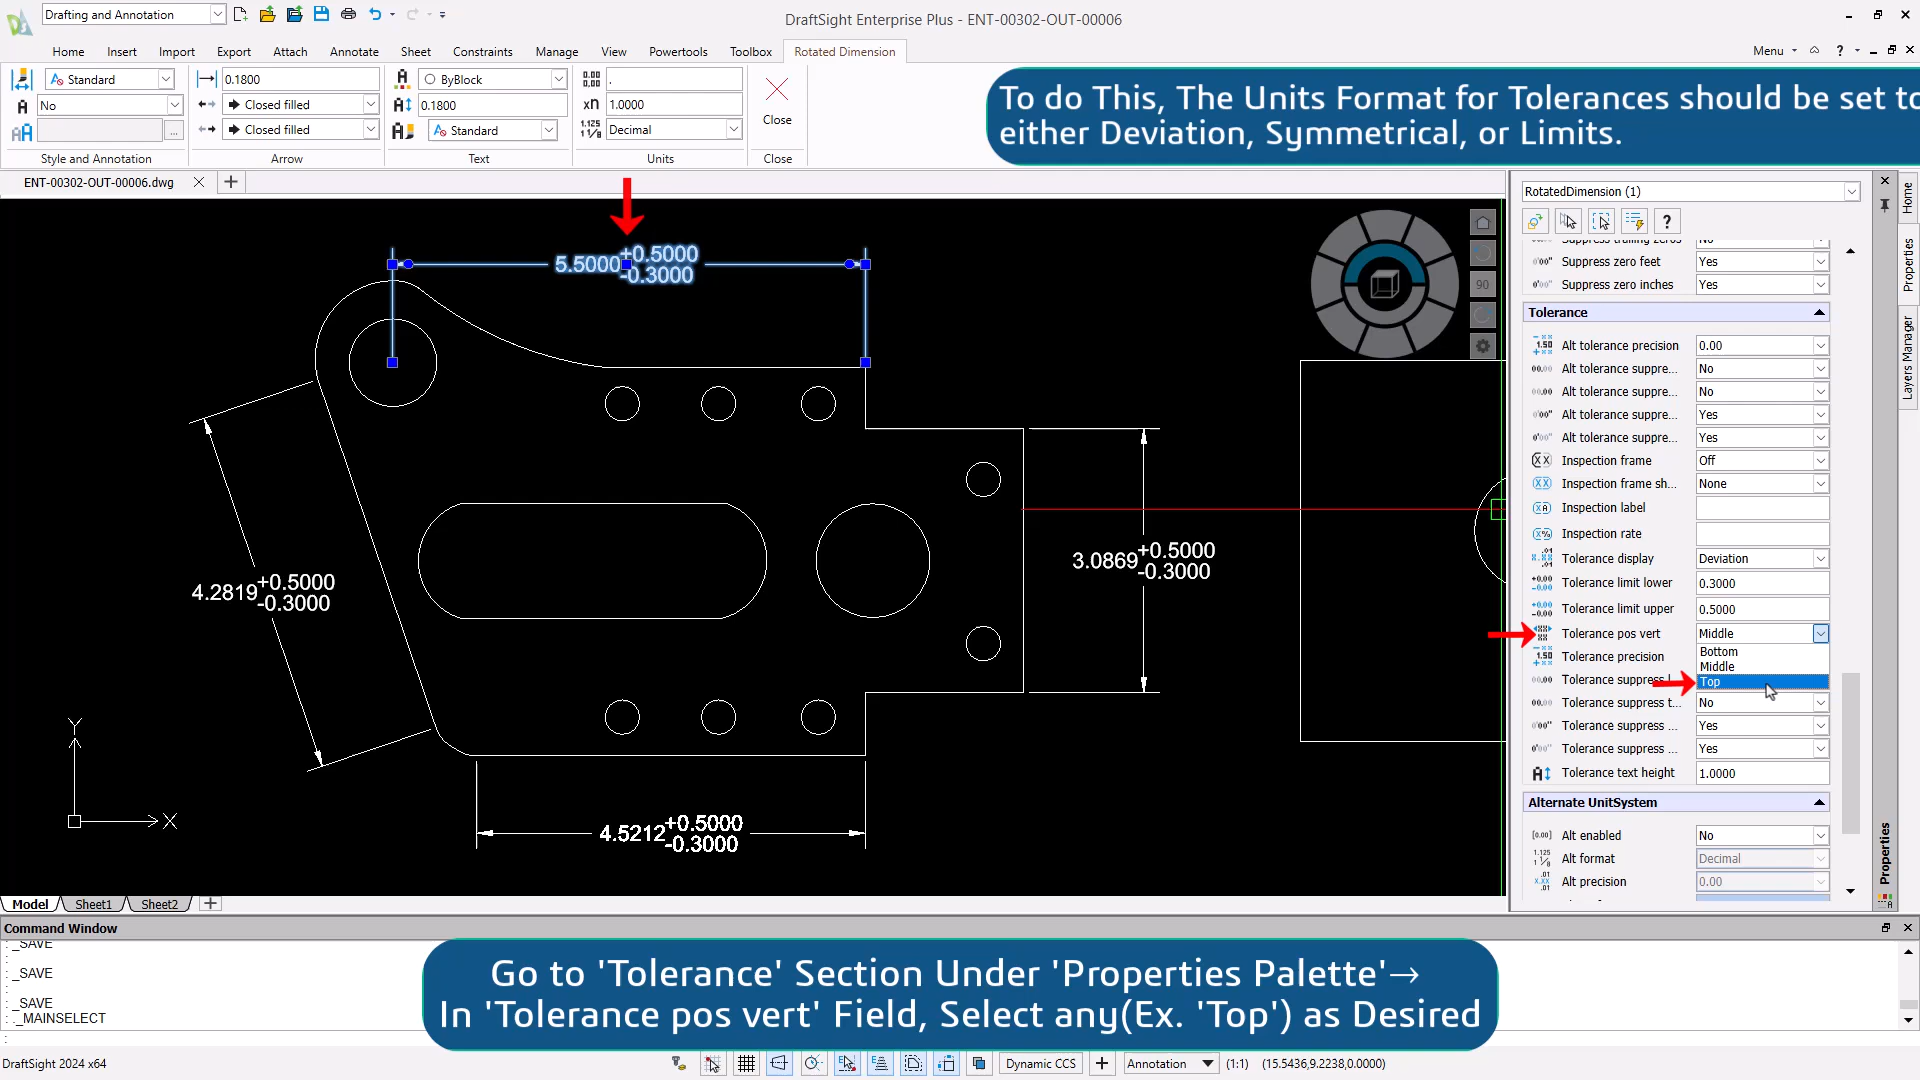 Drafting and Annotation
DraftSight Enterprise Plus - ENT-00302-OUT-00006
Home Insert Import Export Attach Annotate Sheet Constraints Manage View Powertools Toolbox Rotated Dimension
Menu ?
Standard
No
...
Style and Annotation
0.1800
Closed filled
Closed filled
Arrow
ByBlock
0.1800
Standard
Text
.
xn 1.0000
Decimal
Units
Close
Close
To do This, The Units Format for Tolerances should be set to
either Deviation, Symmetrical, or Limits.
ENT-00302-OUT-00006.dwg
5.5000 +0.5000
-0.3000
4.2819 +0.5000
-0.3000
3.0869 +0.5000
-0.3000
4.5212 +0.5000
-0.3000
Y
X
90
RotatedDimension (1)
?
Suppress trailing zeros No
Suppress zero feet Yes
Suppress zero inches Yes
Tolerance
Alt tolerance precision 0.00
Alt tolerance suppre... No
Alt tolerance suppre... No
Alt tolerance suppre... Yes
Alt tolerance suppre... Yes
Inspection frame Off
Inspection frame sh... None
Inspection label
Inspection rate
Tolerance display Deviation
Tolerance limit lower 0.3000
Tolerance limit upper 0.5000
Tolerance pos vert Middle
Bottom
Tolerance precision
Middle
Tolerance suppress
Top
Tolerance suppress t... No
Tolerance suppress ... Yes
Tolerance suppress ... Yes
Tolerance text height 1.0000
Alternate UnitSystem
Alt enabled No
Alt format Decimal
Alt precision 0.00
Home
Properties
Layers Manager
Properties
Model Sheet1 Sheet2
Command Window
: _SAVE
:
: _SAVE
:
: _SAVE
: ._MAINSELECT
:
Go to 'Tolerance' Section Under 'Properties Palette'→
In 'Tolerance pos vert' Field, Select any(Ex. 'Top') as Desired
DraftSight 2024 x64
Dynamic CCS
Annotation
(1:1)
(15.5436,9.2238,0.0000)